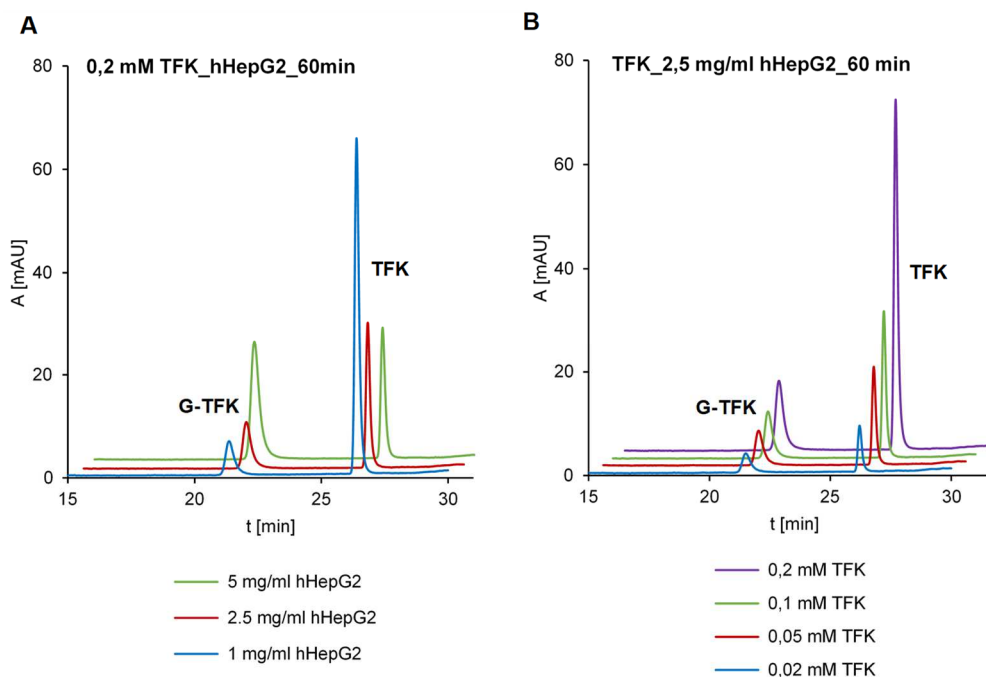 A
0,2 mM TFK_hHepG2_60min
80
60
40
20
0
A [mAU]
TFK
G-TFK
15
20
25
30
t [min]
5 mg/ml hHepG2
2.5 mg/ml hHepG2
1 mg/ml hHepG2
B
TFK_2,5 mg/ml hHepG2_60 min
80
60
40
20
0
A [mAU]
TFK
G-TFK
15
20
25
30
t [min]
0,2 mM TFK
0,1 mM TFK
0,05 mM TFK
0,02 mM TFK